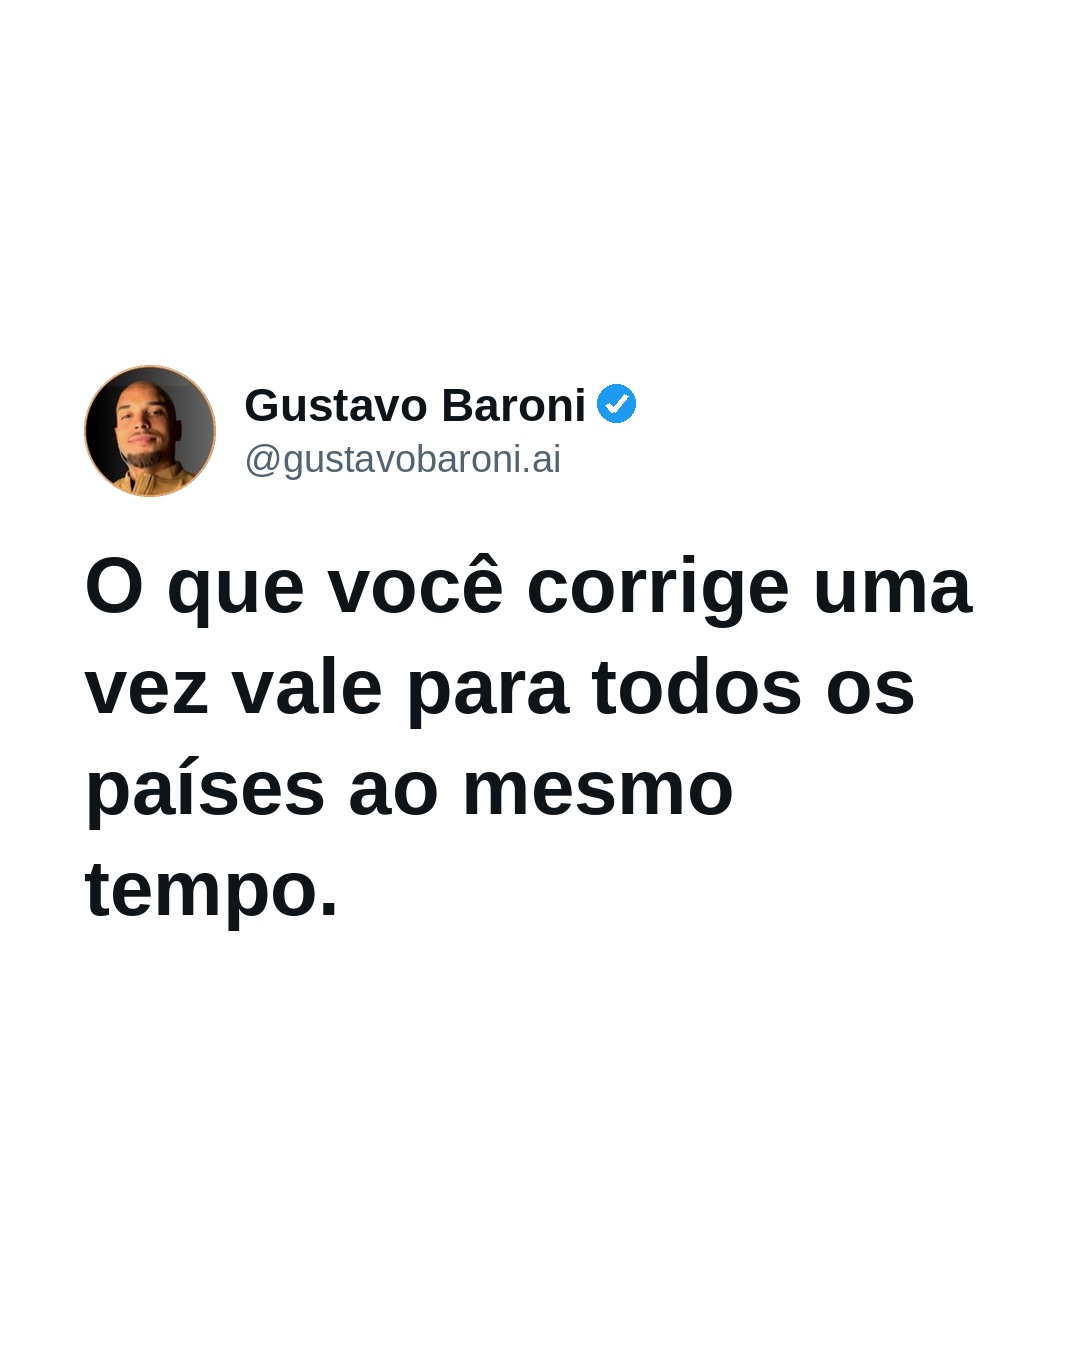 Gustavo Baroni
@gustavobaroni.ai
O que você corrige uma
vez vale para todos os
países ao mesmo
tempo.